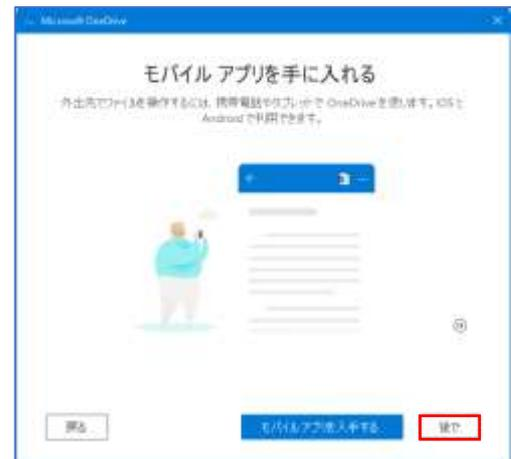 Microsoft OneDrive
モバイル アプリを手に入れる
外出先でファイルを操作するには、携帯電話やタブレットで OneDrive を使います。iOS と
Android で利用できます。
戻る
モバイル アプリを入手する
後で